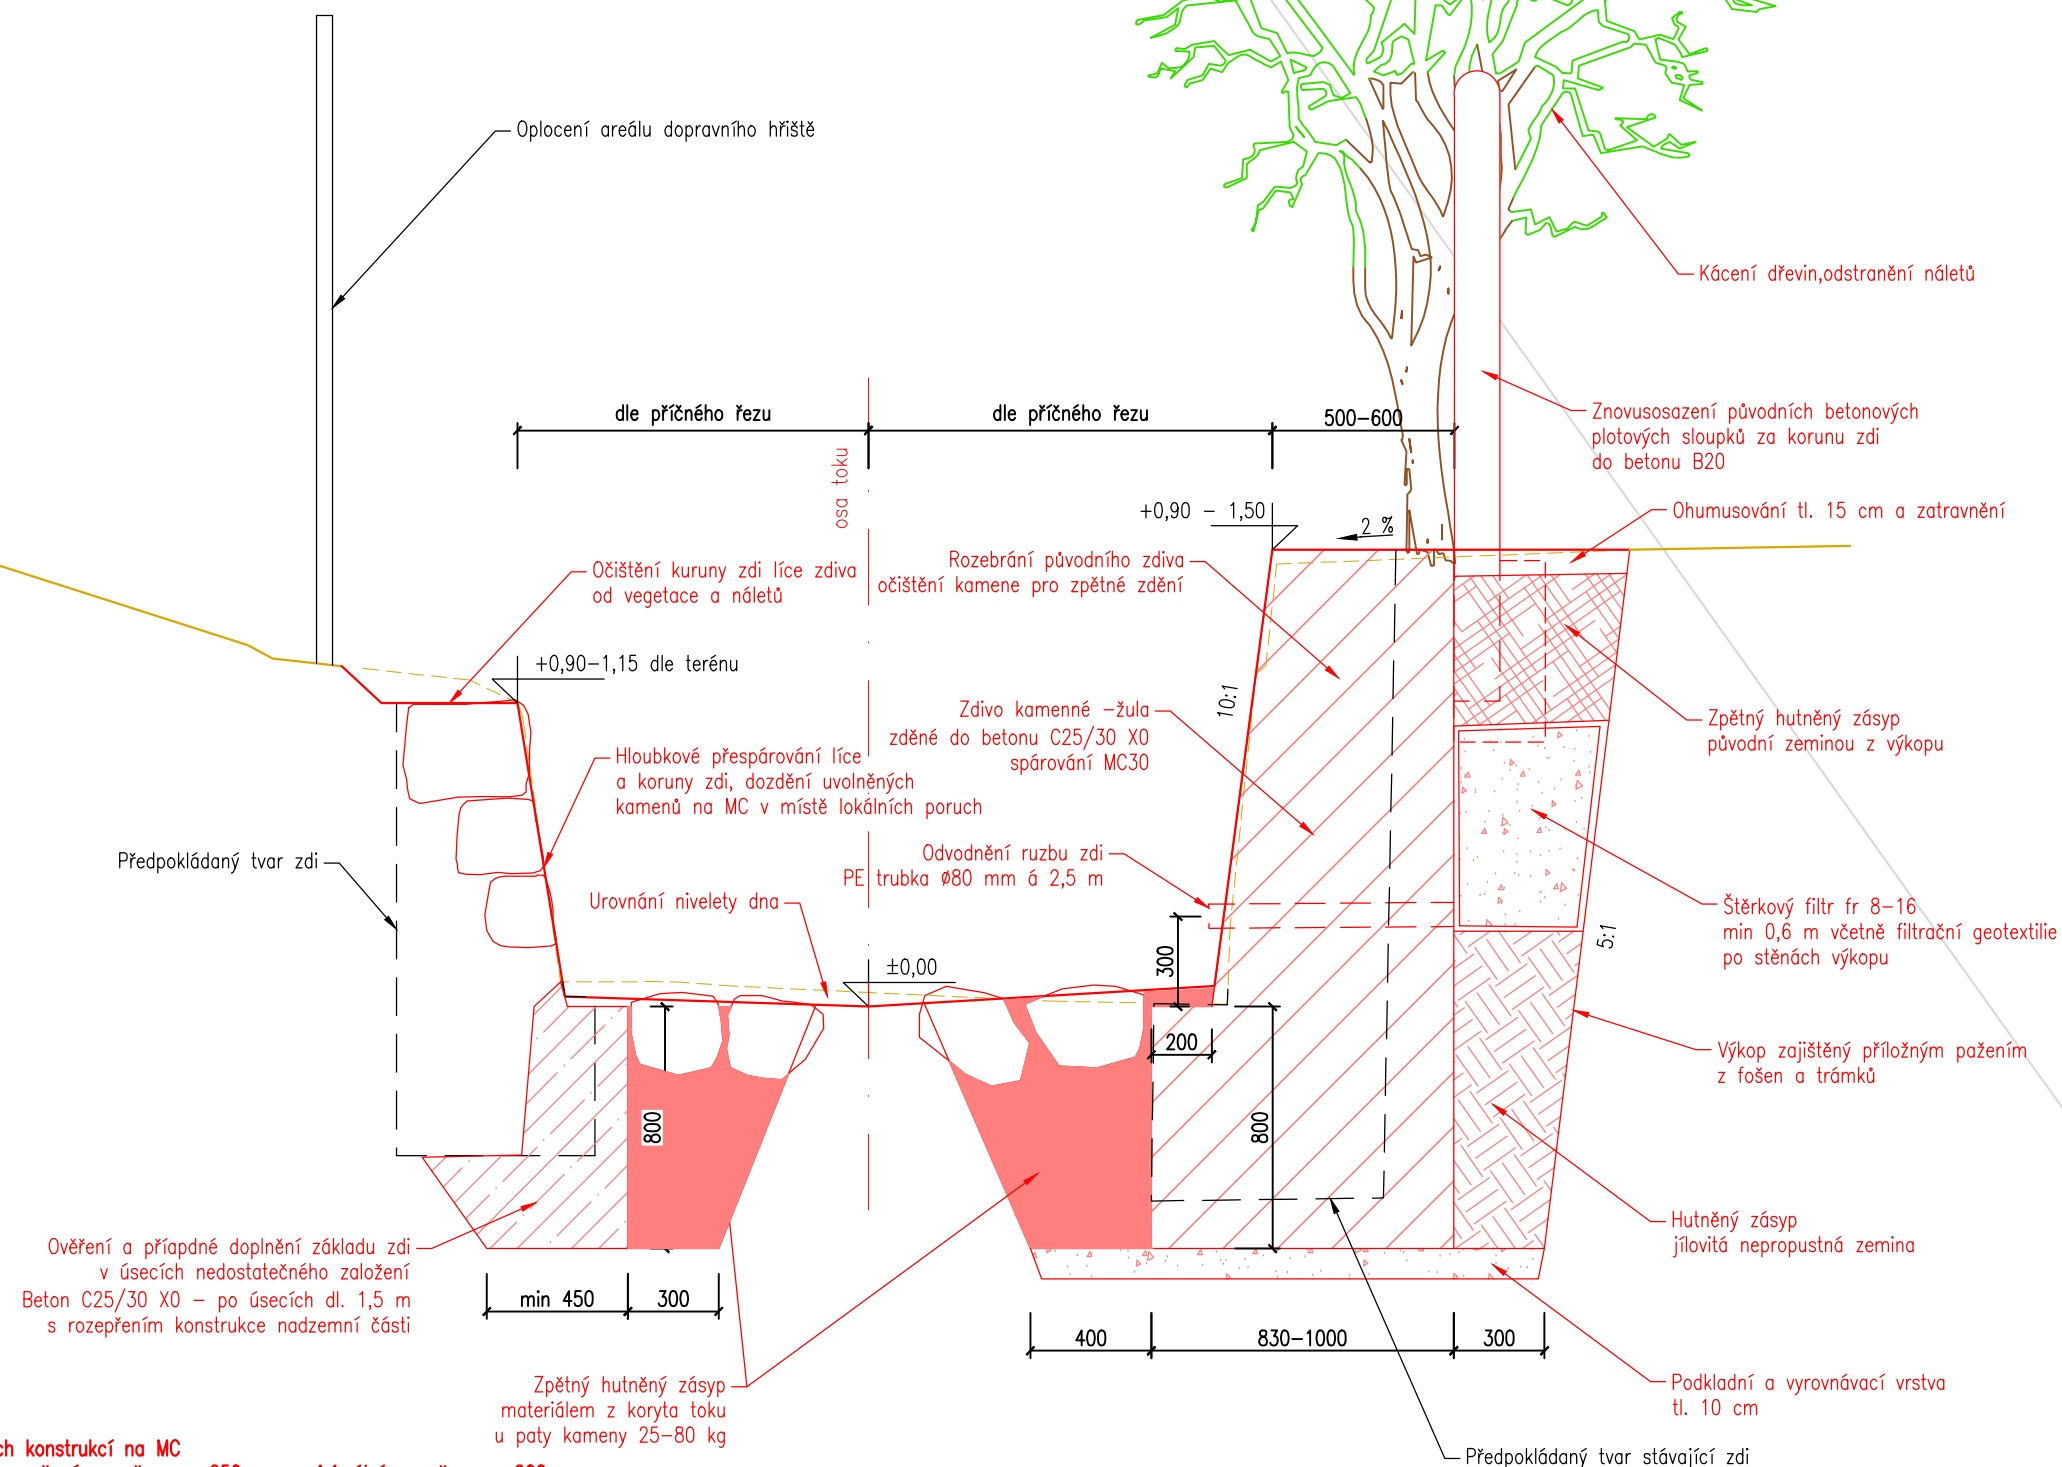 Oplocení areálu dopravního hřiště
Kácení dřevin,odstranění náletů
dle příčného řezu
dle příčného řezu
500-600
Znovusosazení původních betonových
plotových sloupků za korunu zdi
do betonu B20
osa toku
+0,90 - 1,50
2 %
Ohumusování tl. 15 cm a zatravnění
Očištění kuruny zdi líce zdiva
od vegetace a náletů
Rozebrání původního zdiva
očištění kamene pro zpětné zdění
+0,90-1,15 dle terénu
10:1
Zdivo kamenné -žula
zděné do betonu C25/30 X0
spárování MC30
Zpětný hutněný zásyp
původní zeminou z výkopu
Hloubkové přespárování líce
a koruny zdi, dozdění uvolněných
kamenů na MC v místě lokálních poruch
Předpokládaný tvar zdi
Odvodnění ruzbu zdi
PE trubka ø80 mm á 2,5 m
Urovnání nivelety dna
Štěrkový filtr fr 8-16
min 0,6 m včetně filtrační geotextilie
po stěnách výkopu
5:1
±0,00
300
200
Výkop zajištěný příložným pažením
z fošen a trámků
800
800
Hutněný zásyp
jílovitá nepropustná zemina
Ověření a příapdné doplnění základu zdi
v úsecích nedostatečného založení
Beton C25/30 X0 - po úsecích dl. 1,5 m
s rozepřením konstrukce nadzemní části
min 450
300
400
830-1000
300
Zpětný hutněný zásyp
materiálem z koryta toku
u paty kameny 25-80 kg
Podkladní a vyrovnávací vrstva
tl. 10 cm
ch konstrukcí na MC
Předpokládaný tvar stávající zdi